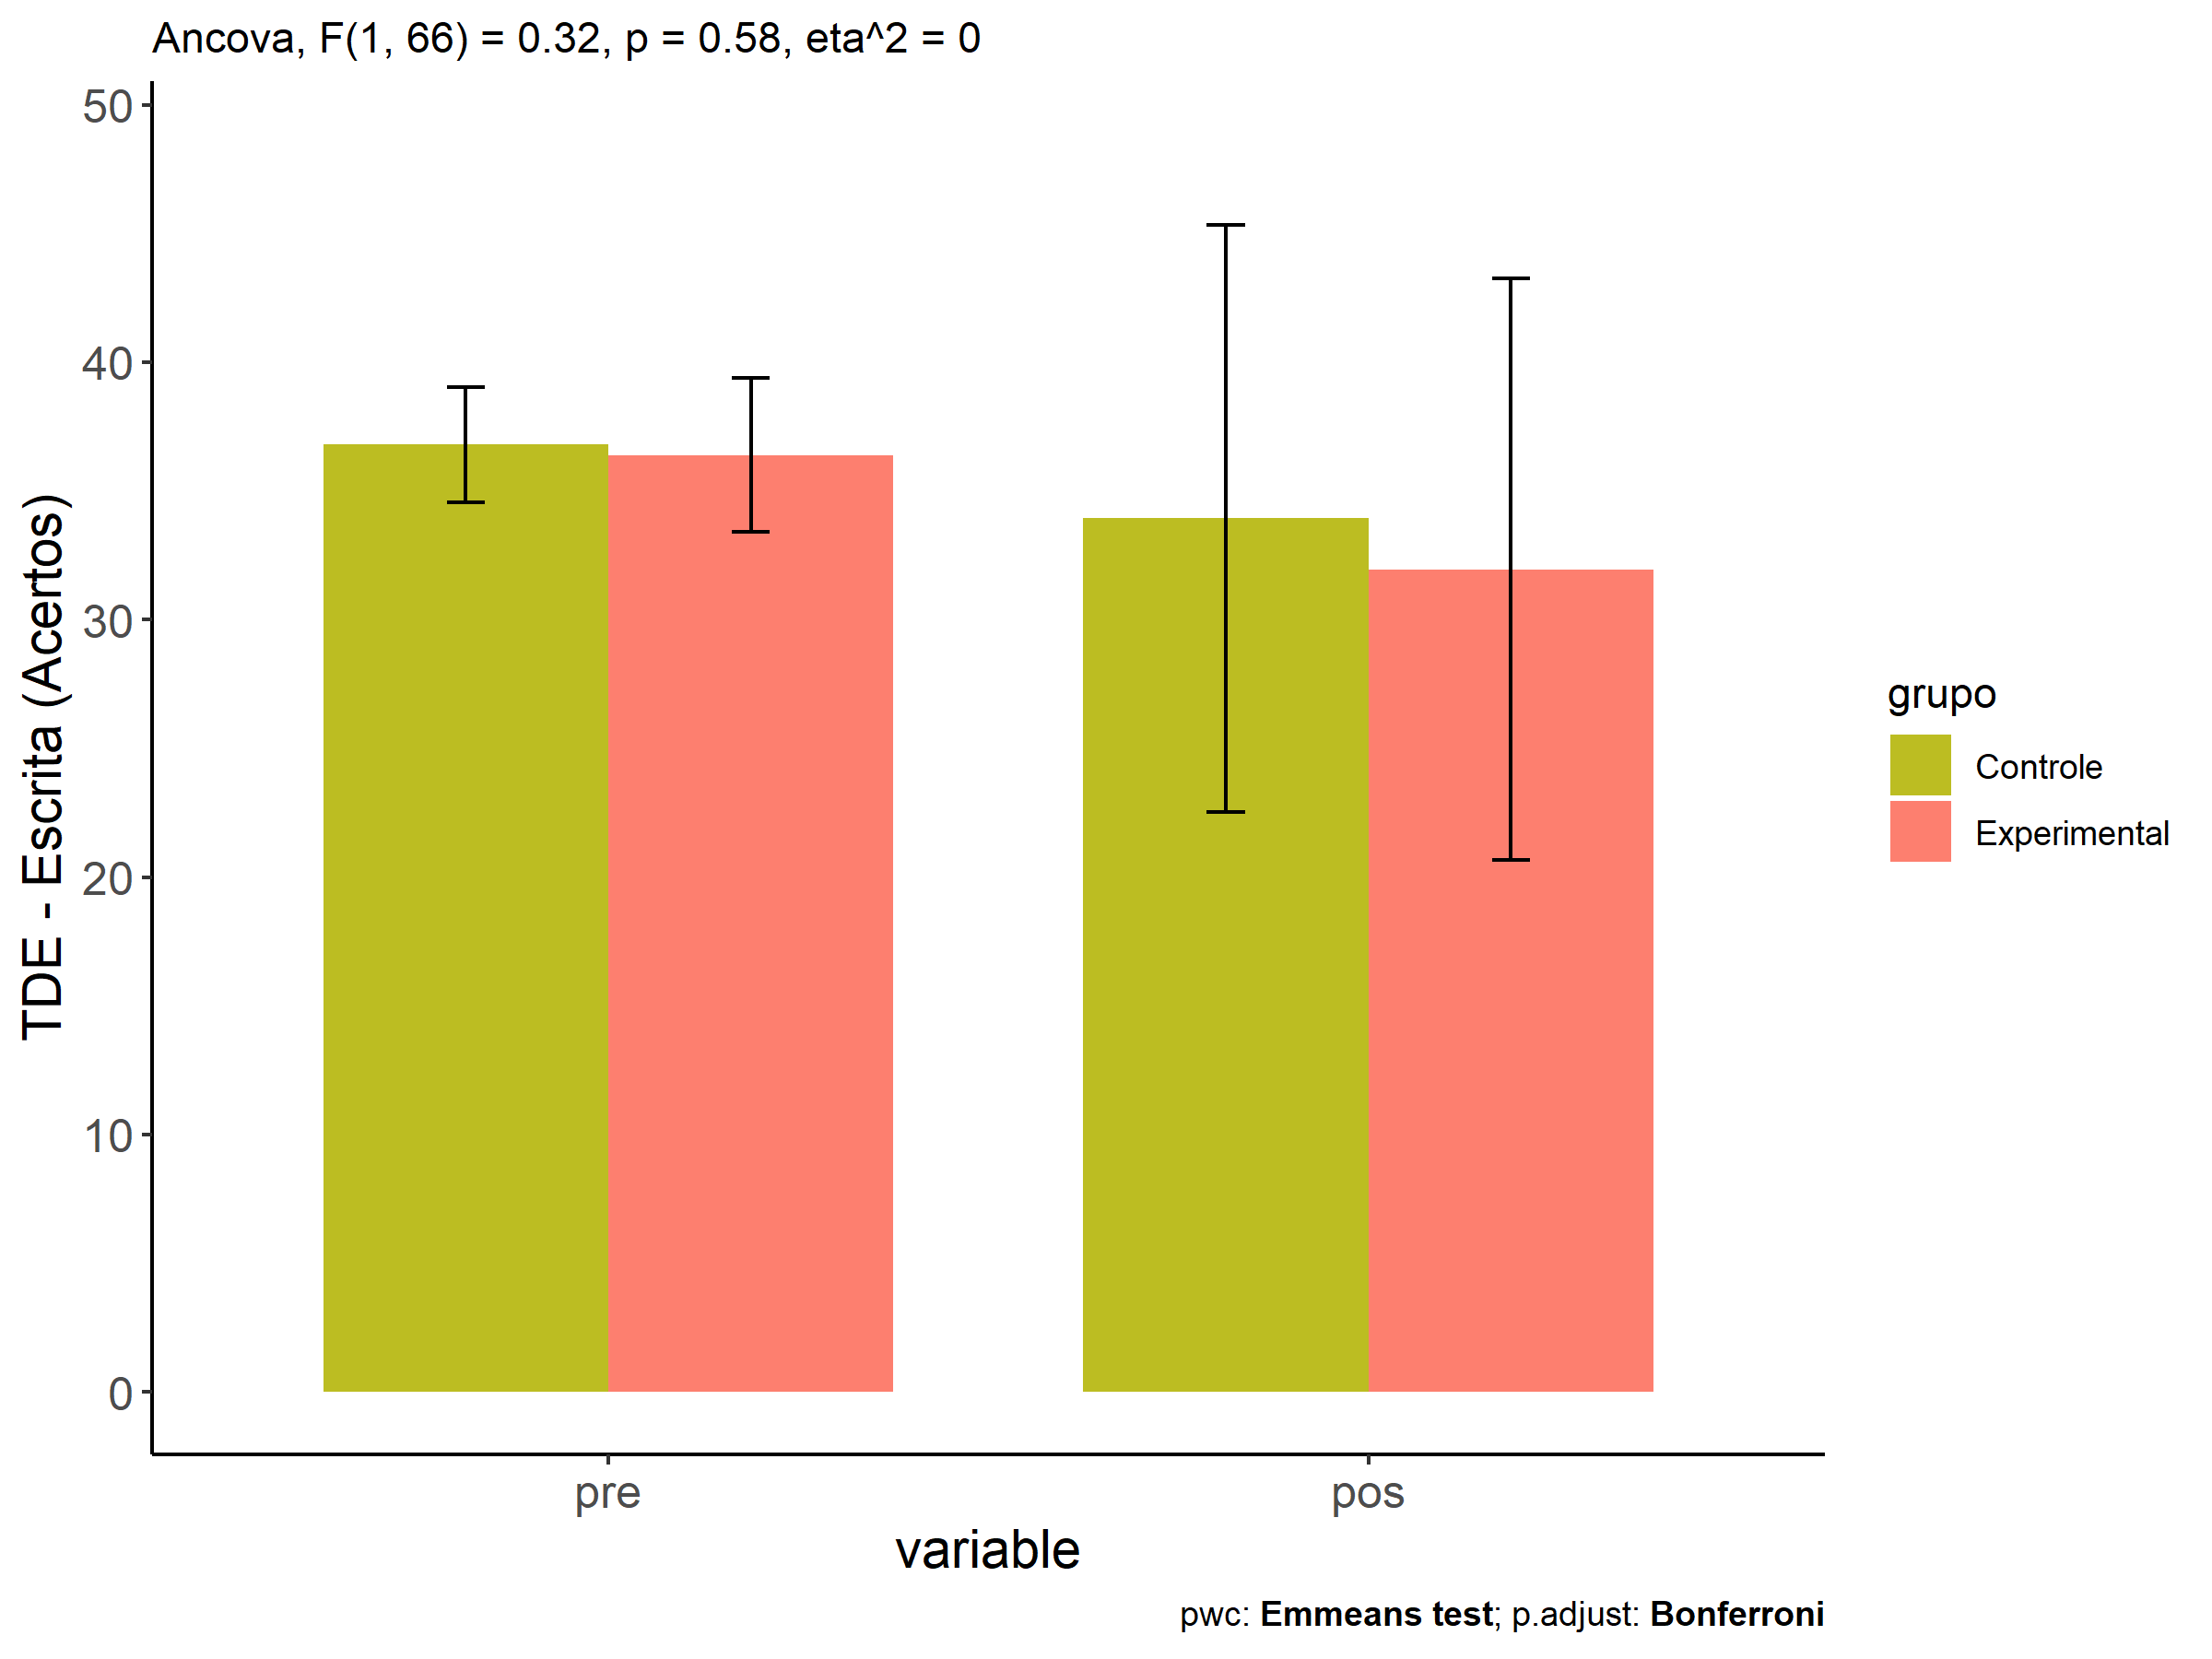 Ancova, F(1, 66) = 0.32, p = 0.58, eta^2 = 0
TDE - Escrita (Acertos)
50
40
30
20
10
0
pre
pos
variable
grupo
Controle
Experimental
pwc: Emmeans test; p.adjust: Bonferroni